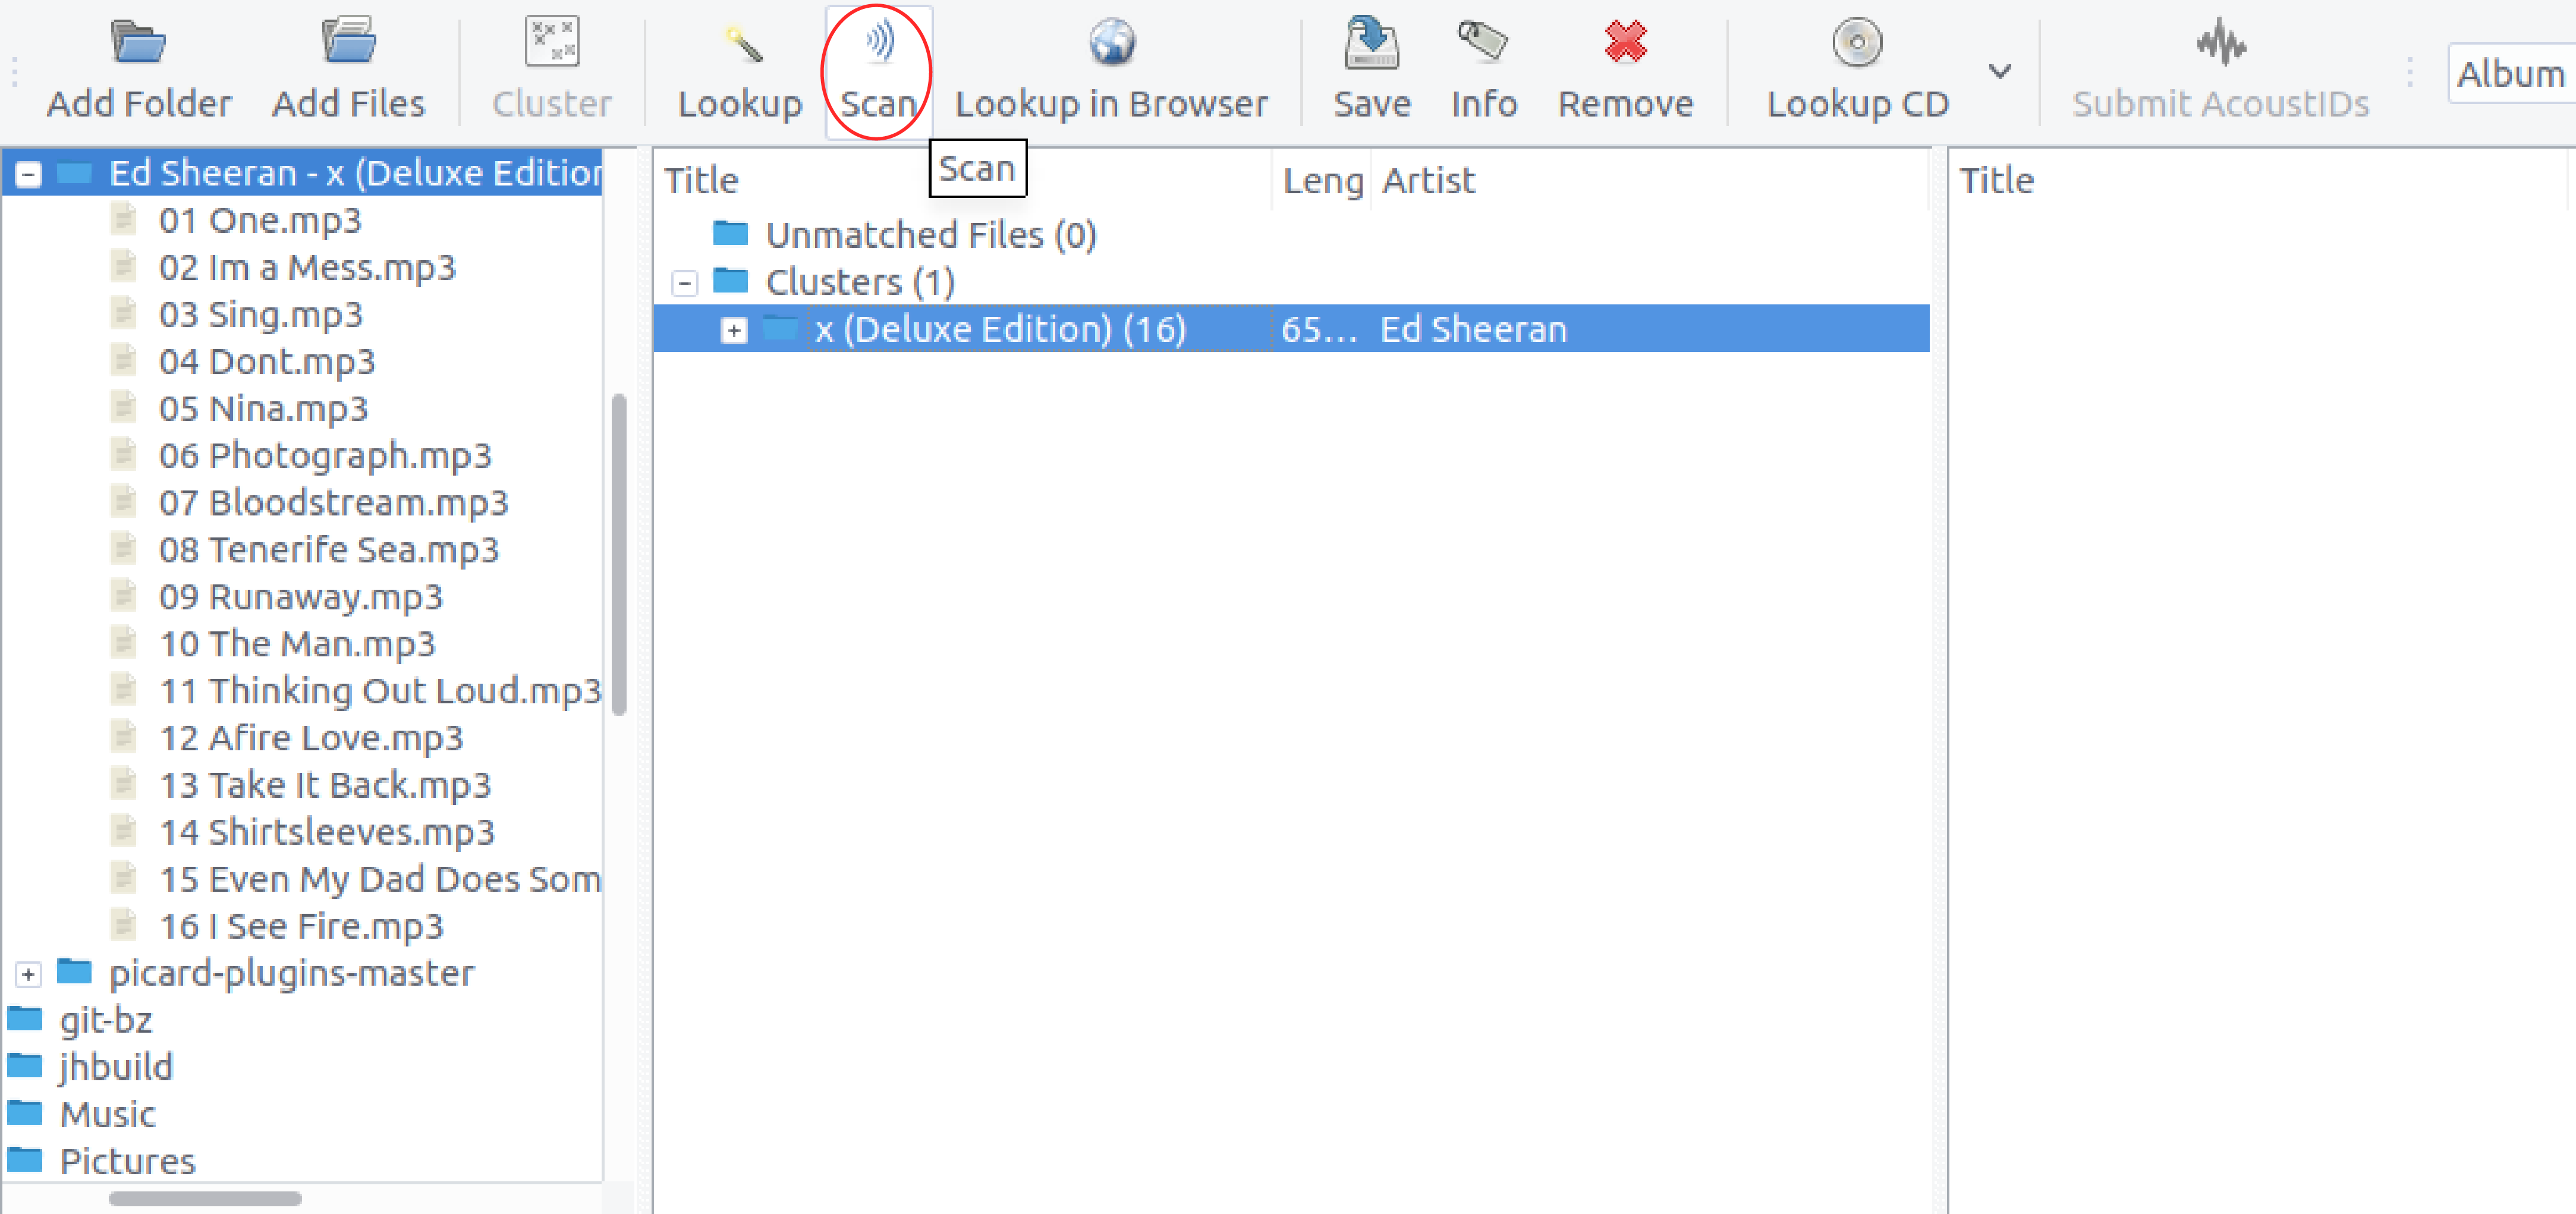 Add Folder Add Files Cluster Lookup Scan Lookup in Browser Save Info Remove Lookup CD Submit AcoustIDs Album
Scan
Ed Sheeran - x (Deluxe Edition
01 One.mp3
02 Im a Mess.mp3
03 Sing.mp3
04 Dont.mp3
05 Nina.mp3
06 Photograph.mp3
07 Bloodstream.mp3
08 Tenerife Sea.mp3
09 Runaway.mp3
10 The Man.mp3
11 Thinking Out Loud.mp3
12 Afire Love.mp3
13 Take It Back.mp3
14 Shirtsleeves.mp3
15 Even My Dad Does Som
16 I See Fire.mp3
picard-plugins-master
git-bz
jhbuild
Music
Pictures
Title Leng Artist
Unmatched Files (0)
Clusters (1)
x (Deluxe Edition) (16) 65... Ed Sheeran
Title